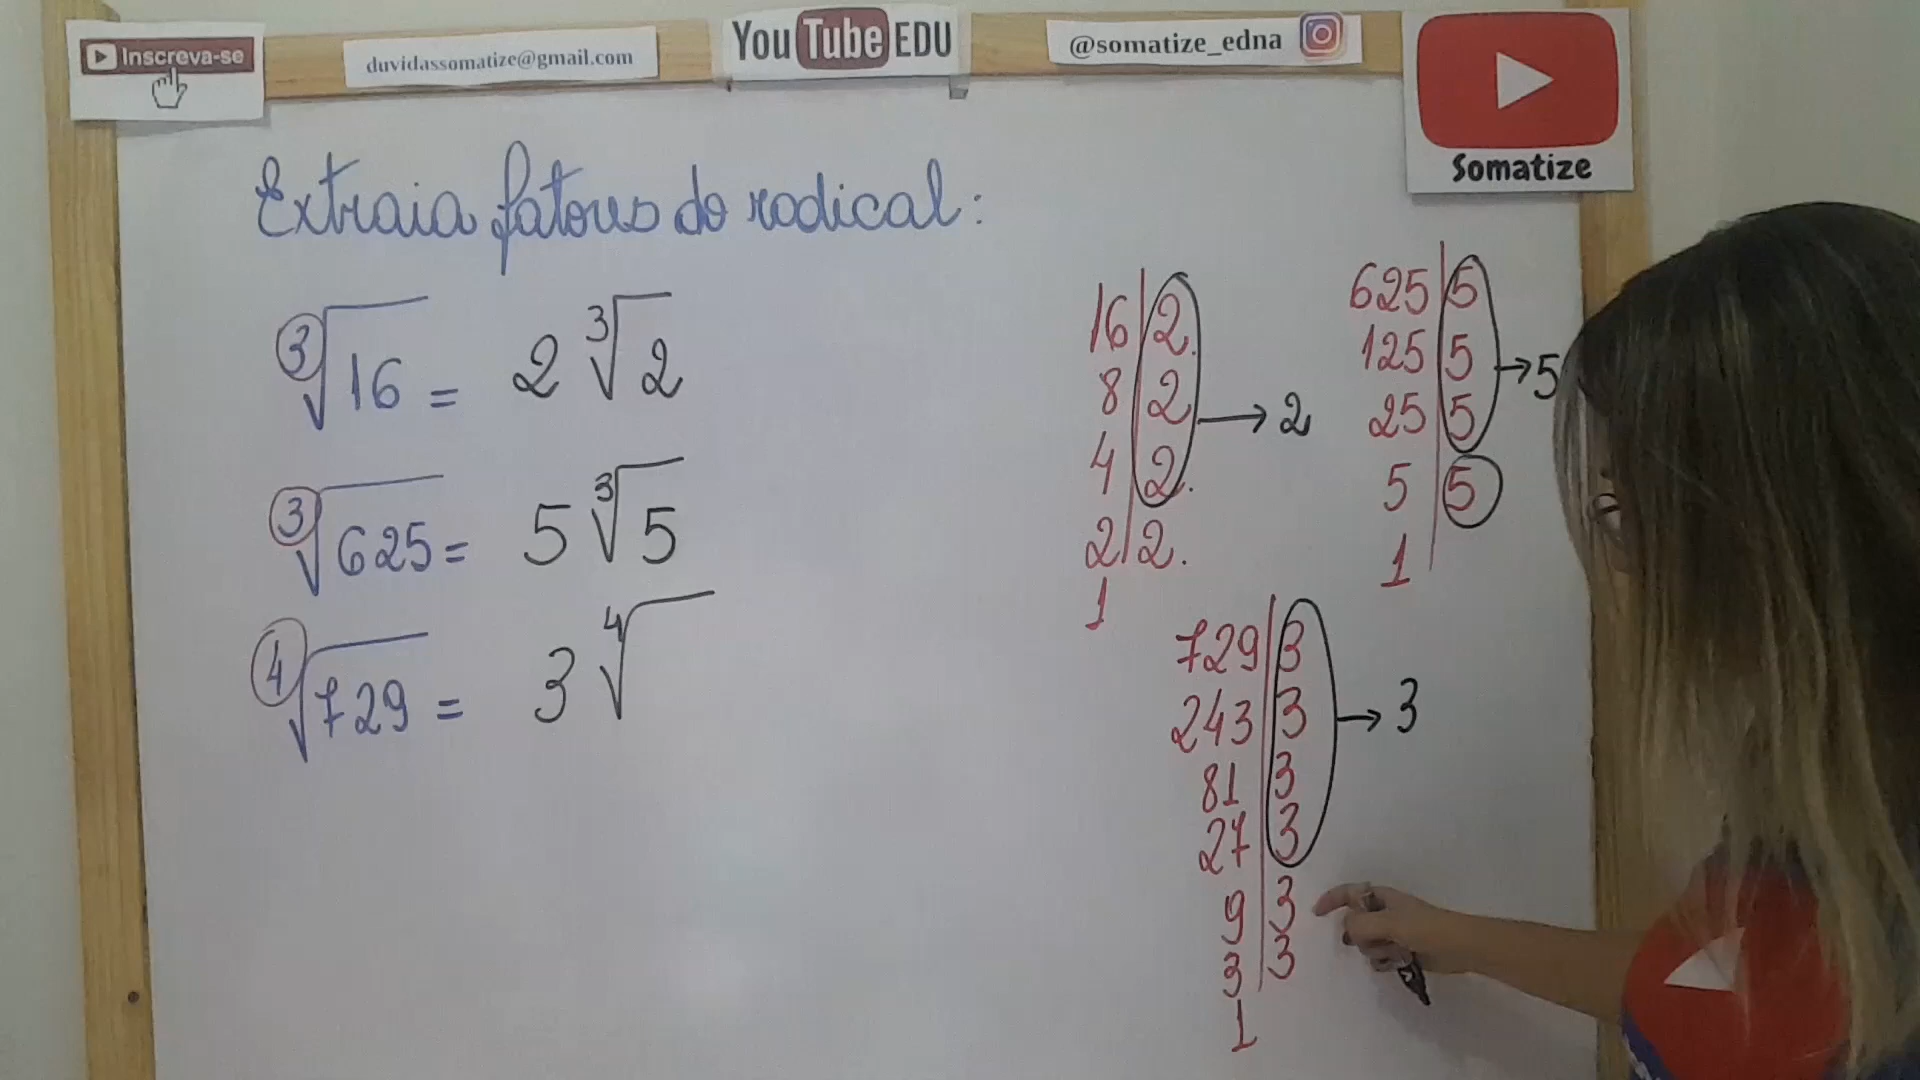 Inscreva-se
duvidassomatize@gmail.com
YouTube EDU
@somatize_edna
Somatize
Extraia fatores do radical:
∛16 = 2 ∛2
∛625 = 5 ∛5
∜729 = 3 ∜
16|2.
8|2 → 2
4|2.
2|2.
1
625|5
125|5 → 5
25|5
5|5
1
729|3
243|3 → 3
81|3
27|3
9|3
3|3
1